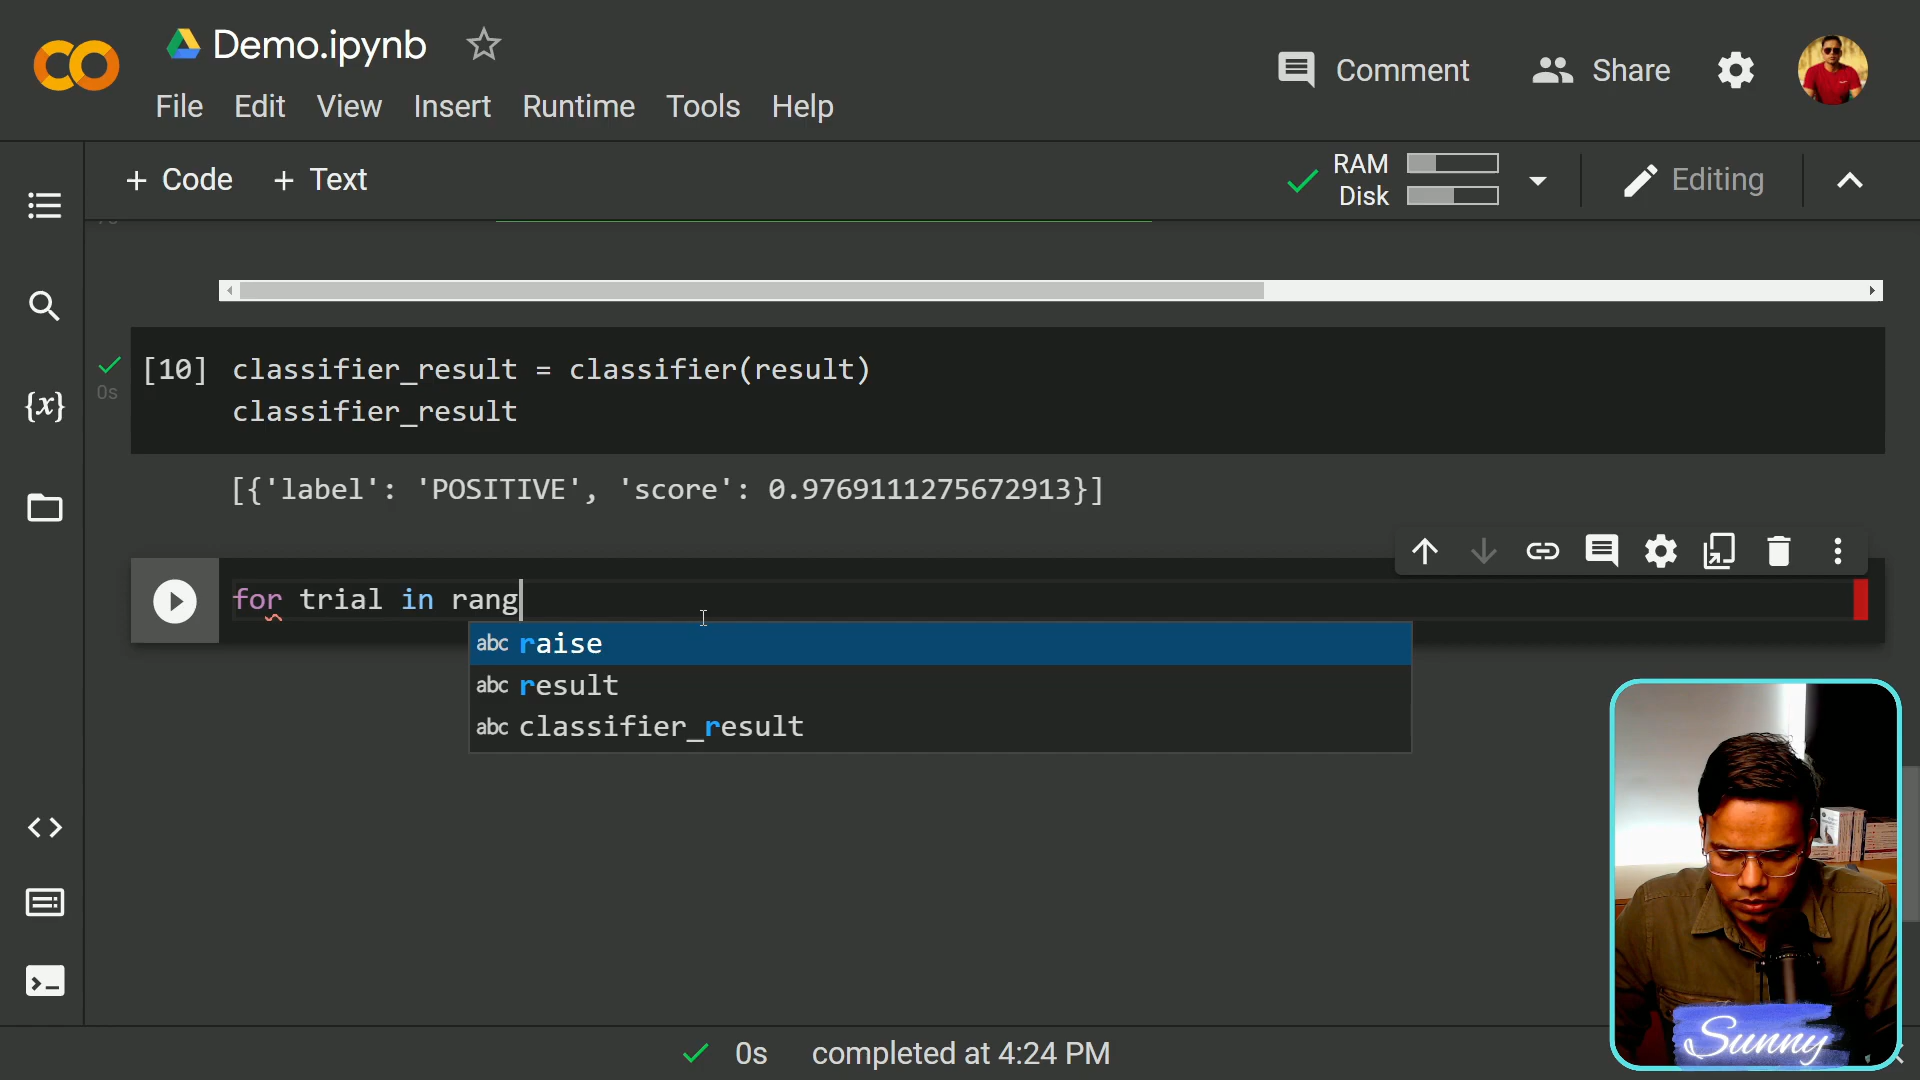 Demo.ipynb
Comment
Share
File Edit View Insert Runtime Tools Help
+ Code + Text
RAM
Disk
Editing
{x}
[10] classifier_result = classifier(result)
0s
classifier_result
[{'label': 'POSITIVE', 'score': 0.9769111275672913}]
for trial in rang
abc raise
abc result
abc classifier_result
Sunny
0s completed at 4:24 PM